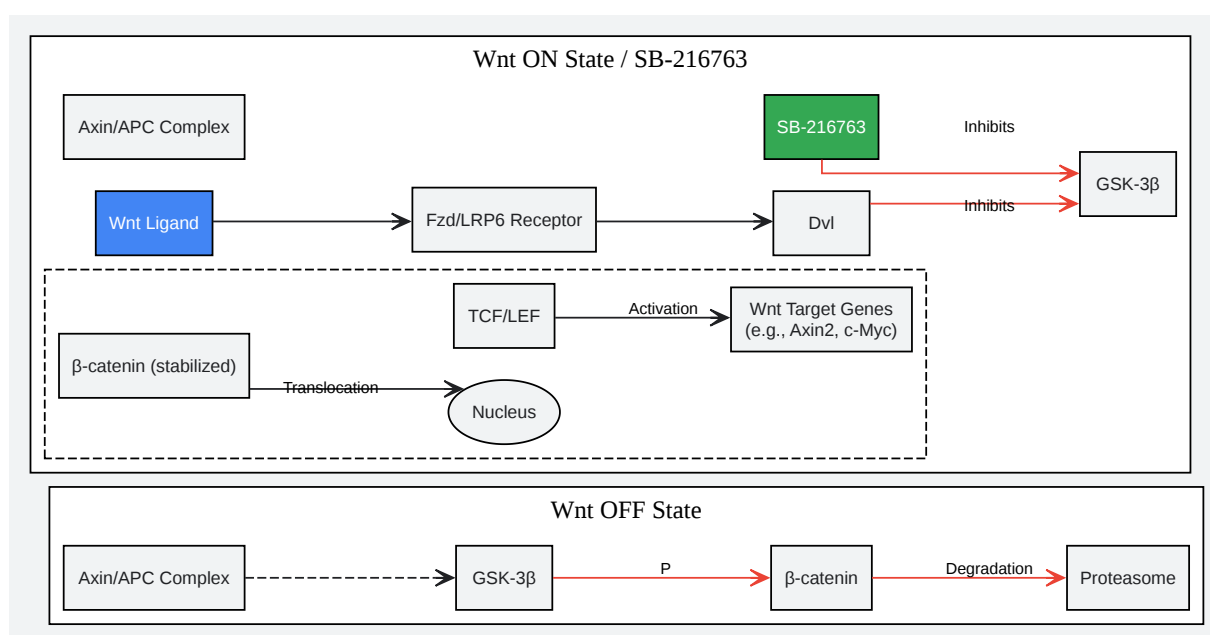 Wnt ON State / SB-216763
Axin/APC Complex
SB-216763
Inhibits
GSK-3β
Wnt Ligand
Fzd/LRP6 Receptor
Dvl
Inhibits
TCF/LEF
Activation
Wnt Target Genes
(e.g., Axin2, c-Myc)
β-catenin (stabilized)
Translocation
Nucleus
Wnt OFF State
Axin/APC Complex
GSK-3β
P
β-catenin
Degradation
Proteasome